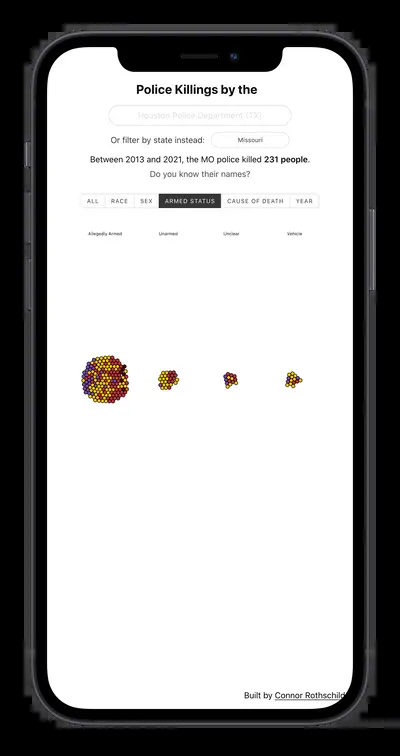 Police Killings by the
Houston Police Department (TX)
Or filter by state instead: Missouri
Between 2013 and 2021, the MO police killed 231 people.
Do you know their names?
ALL RACE SEX ARMED STATUS CAUSE OF DEATH YEAR
Allegedly Armed Unarmed Unclear Vehicle
Built by Connor Rothschild